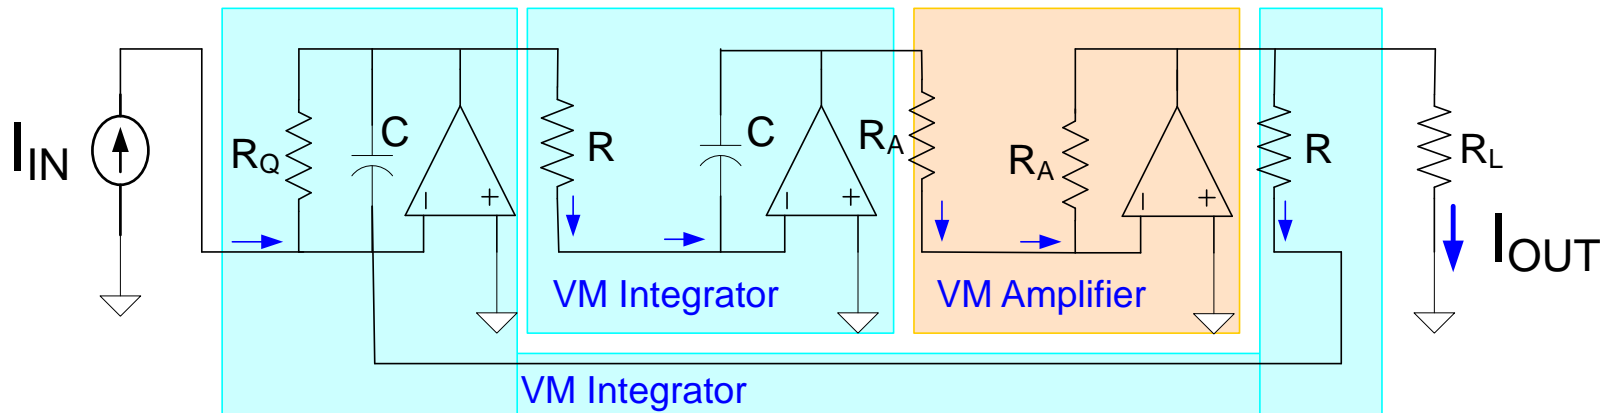 I_IN
R_Q
C
R
C
R_A
R_A
R
R_L
I_OUT
− +
− +
− +
VM Integrator
VM Amplifier
VM Integrator